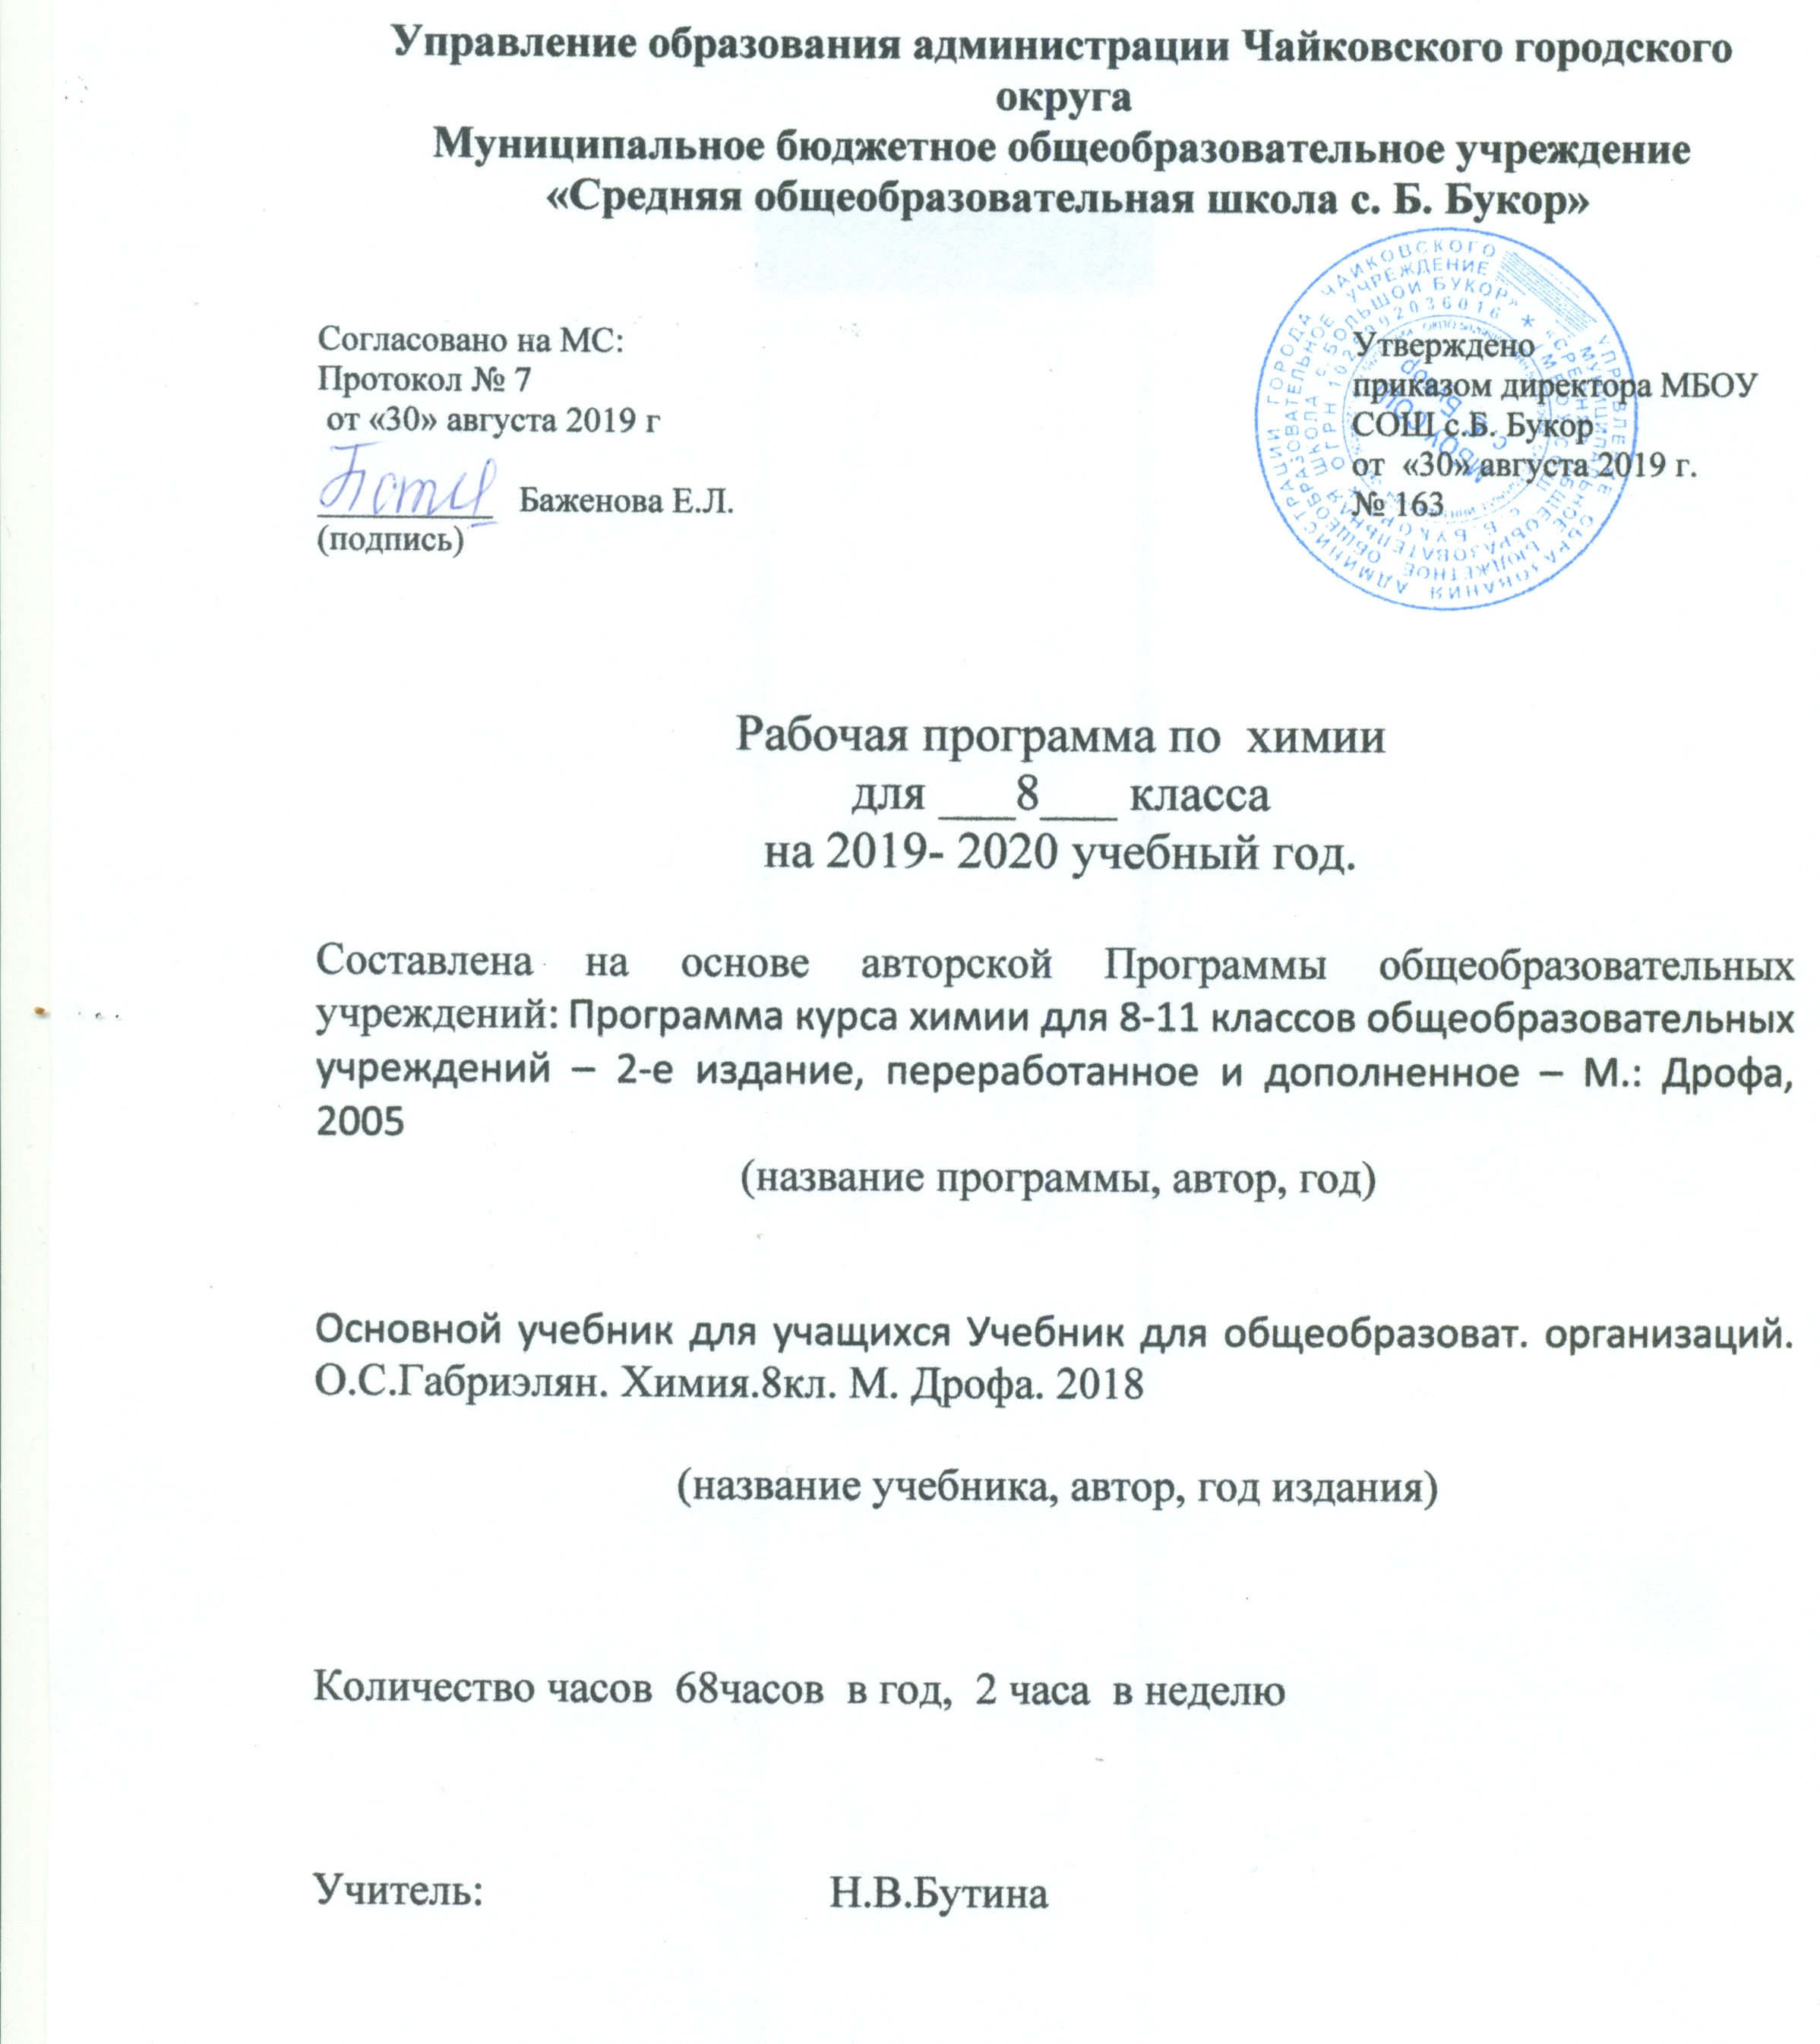 Управление образования администрации Чайковского городского
округа
Муниципальное бюджетное общеобразовательное учреждение
«Средняя общеобразовательная школа с. Б. Букор»
Согласовано на МС:
Протокол № 7
от «30» августа 2019 г
Баженова Е.Л.
(подпись)
Утверждено
приказом директора МБОУ
СОШ с.Б. Букор
от «30» августа 2019 г.
№ 163
Рабочая программа по химии
для ___8___ класса
на 2019- 2020 учебный год.
Составлена на основе авторской Программы общеобразовательных
учреждений: Программа курса химии для 8-11 классов общеобразовательных
учреждений – 2-е издание, переработанное и дополненное – М.: Дрофа,
2005
(название программы, автор, год)
Основной учебник для учащихся Учебник для общеобразоват. организаций.
О.С.Габриэлян. Химия.8кл. М. Дрофа. 2018
(название учебника, автор, год издания)
Количество часов 68часов в год, 2 часа в неделю
Учитель: Н.В.Бутина